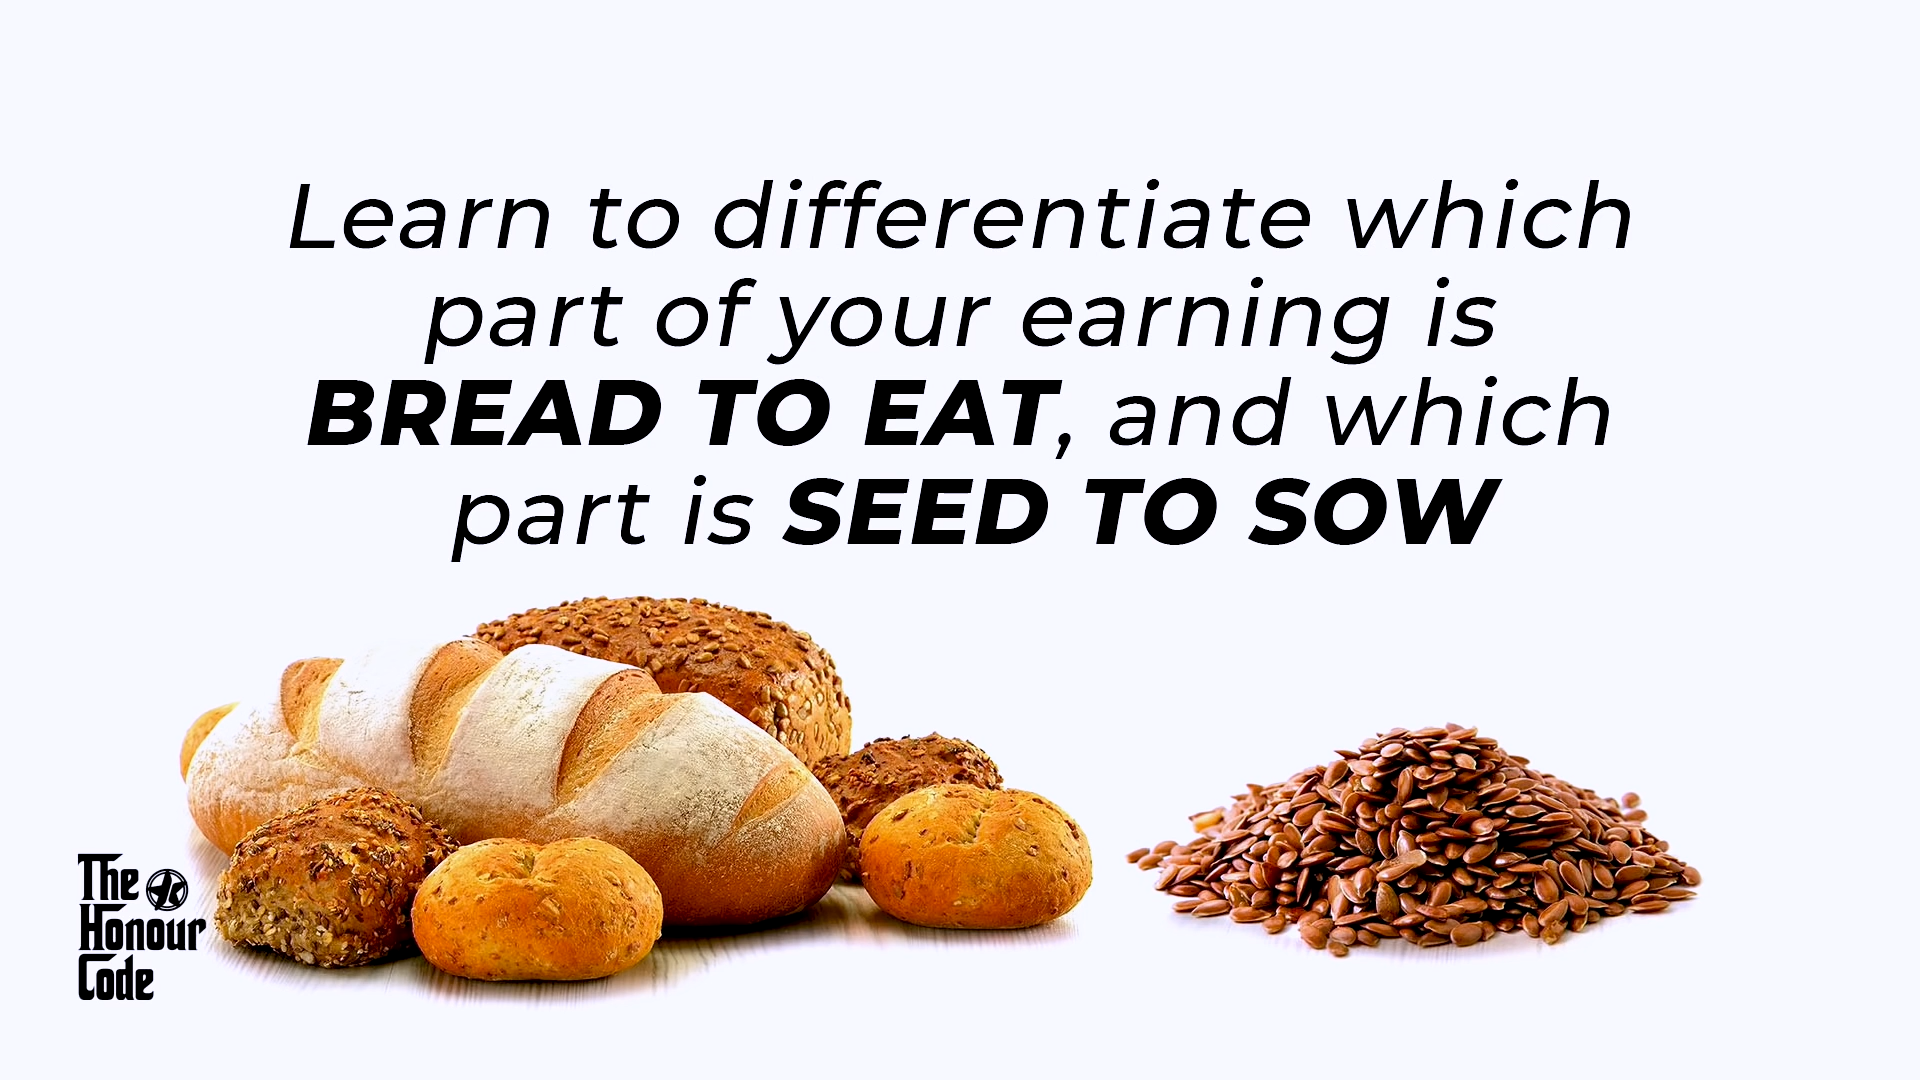 Learn to differentiate which
part of your earning is
BREAD TO EAT, and which
part is SEED TO SOW
The
Honour
Code